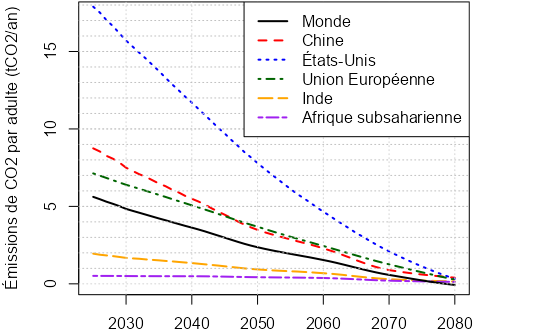 Émissions de CO2 par adulte (tCO2/an)
15
10
5
0
Monde
Chine
États-Unis
Union Européenne
Inde
Afrique subsaharienne
2030 2040 2050 2060 2070 2080